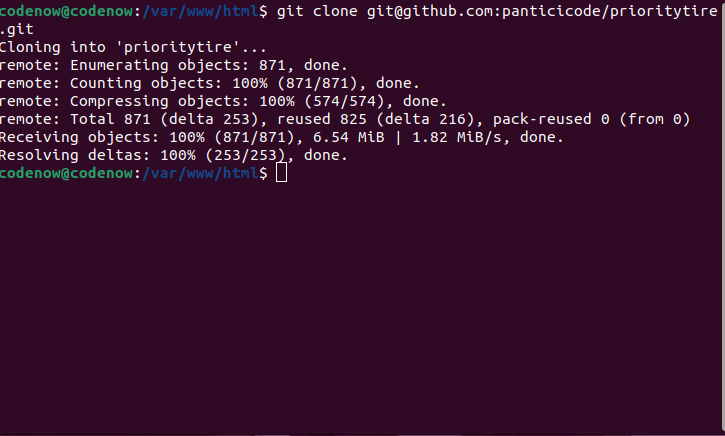 codenow@codenow:/var/www/html$ git clone git@github.com:panticicode/prioritytire
.git
Cloning into 'prioritytire'...
remote: Enumerating objects: 871, done.
remote: Counting objects: 100% (871/871), done.
remote: Compressing objects: 100% (574/574), done.
remote: Total 871 (delta 253), reused 825 (delta 216), pack-reused 0 (from 0)
Receiving objects: 100% (871/871), 6.54 MiB | 1.82 MiB/s, done.
Resolving deltas: 100% (253/253), done.
codenow@codenow:/var/www/html$